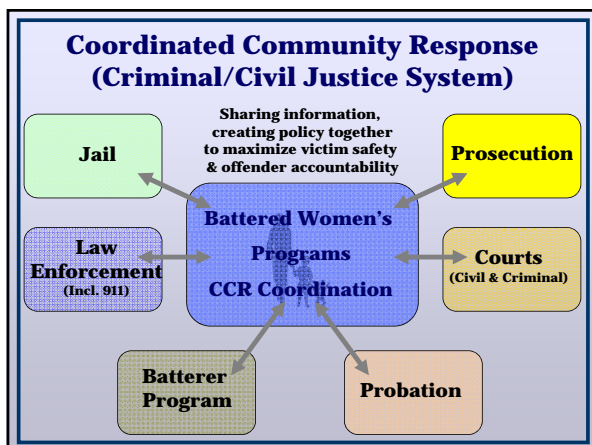 Coordinated Community Response
(Criminal/Civil Justice System)
Sharing information,
creating policy together
to maximize victim safety
& offender accountability
Jail
Prosecution
Battered Women's
Programs
CCR Coordination
Law
Enforcement
(Incl. 911)
Courts
(Civil & Criminal)
Batterer
Program
Probation